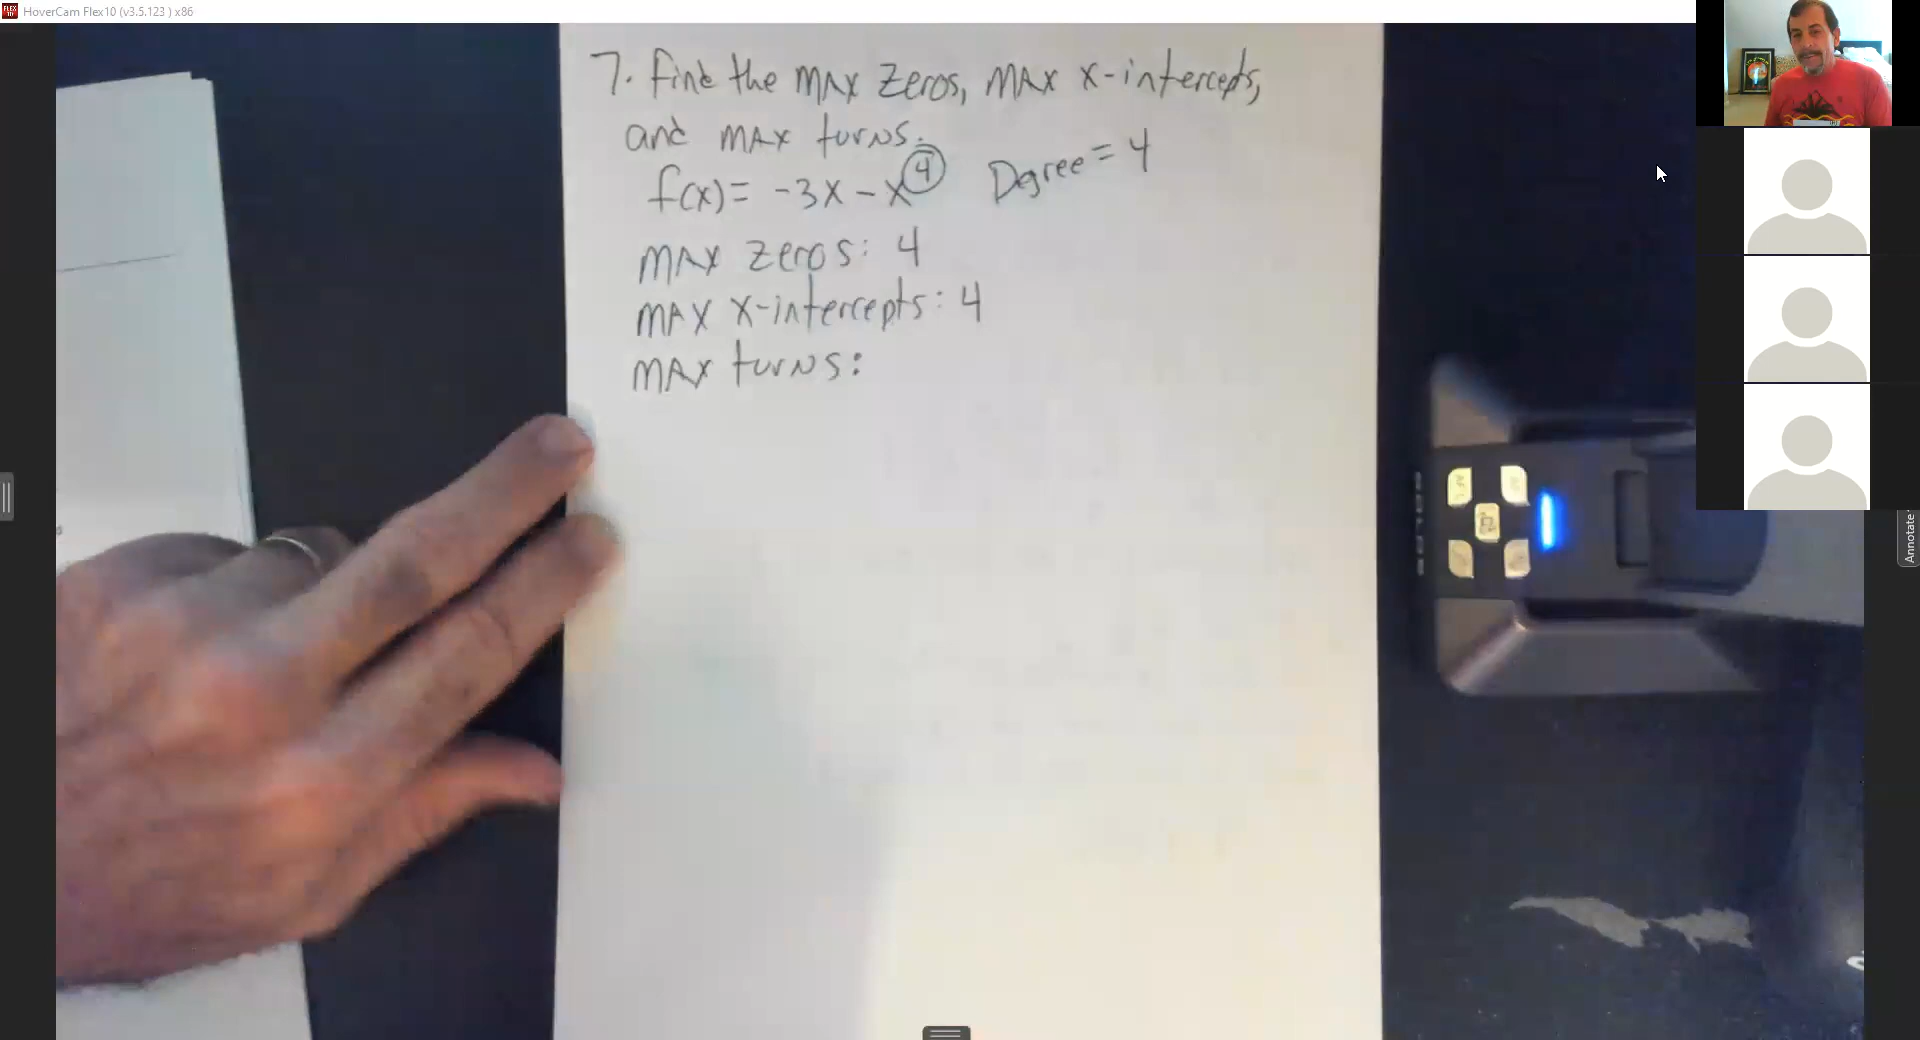 HoverCam Flex10 (v3.5.123 ) x86
7. Find the MAX Zeros, MAX x-intercepts,
and MAX turns.
f(x) = -3x - x⁴ Degree = 4
MAX Zeros: 4
MAX x-intercepts: 4
MAX turns:
Annotate